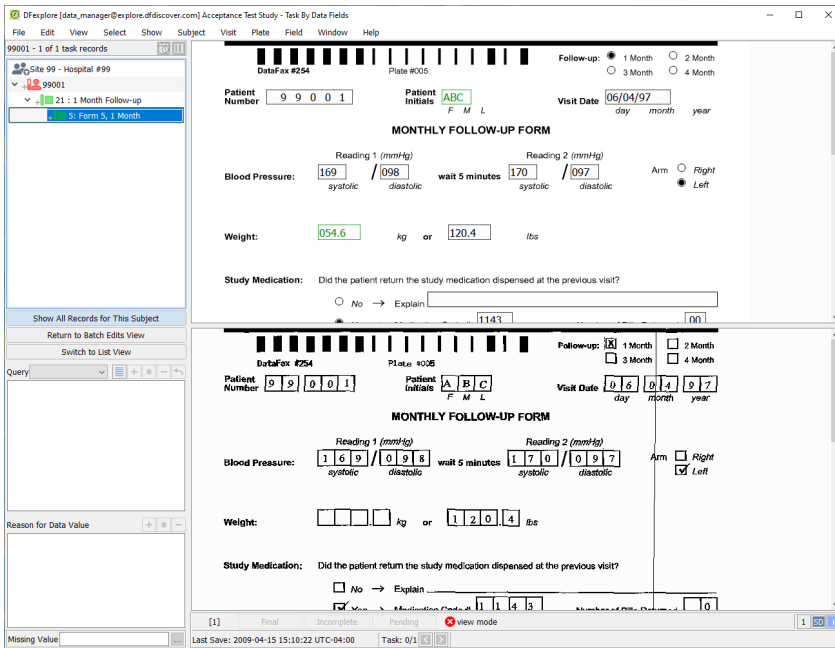 DFexplore [data_manager@explore.dfdiscover.com] Acceptance Test Study - Task By Data Fields
File Edit View Select Show Subject Visit Plate Field Window Help
99001 - 1 of 1 task records
Site 99 - Hospital #99
99001
21 : 1 Month Follow-up
5: Form 5, 1 Month
Show All Records for This Subject
Return to Batch Edits View
Switch to List View
Query
Reason for Data Value
Missing Value
DataFax #254 Plate #005
Follow-up: 1 Month 2 Month
3 Month 4 Month
Patient Number 9 9 0 0 1 Patient Initials ABC Visit Date 06/04/97
F M L day month year
MONTHLY FOLLOW-UP FORM
Reading 1 (mmHg) Reading 2 (mmHg)
Blood Pressure: 169 / 098 wait 5 minutes 170 / 097 Arm Right
systolic diastolic systolic diastolic Left
Weight: 054.6 kg or 120.4 lbs
Study Medication: Did the patient return the study medication dispensed at the previous visit?
No → Explain
1143 00
DataFax #254 Plate #005
Follow-up: X 1 Month 2 Month
3 Month 4 Month
Patient Number 9 9 0 0 1 Patient Initials A B C Visit Date 0 6 0 4 9 7
F M L day month year
MONTHLY FOLLOW-UP FORM
Reading 1 (mmHg) Reading 2 (mmHg)
Blood Pressure: 1 6 9 / 0 9 8 wait 5 minutes 1 7 0 / 0 9 7 Arm Right
systolic diastolic systolic diastolic Left
Weight: kg or 1 2 0 . 4 lbs
Study Medication: Did the patient return the study medication dispensed at the previous visit?
No → Explain
Yes → Medication Code # 1 1 4 3 Number of Pills Returned 0
[1] Final Incomplete Pending view mode 1 SD
Last Save: 2009-04-15 15:10:22 UTC-04:00 Task: 0/1